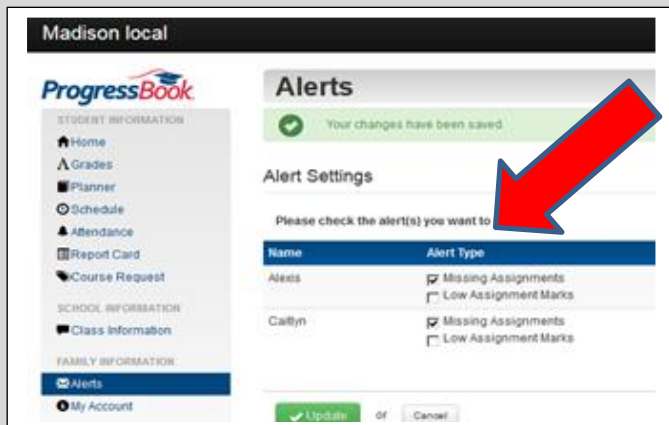 Madison local
ProgressBook
STUDENT INFORMATION
Home
Grades
Planner
Schedule
Attendance
Report Card
Course Request
SCHOOL INFORMATION
Class Information
FAMILY INFORMATION
Alerts
My Account
Alerts
Your changes have been saved
Alert Settings
Please check the alert(s) you want to
Name Alert Type
Alexis Missing Assignments
Low Assignment Marks
Caitlyn Missing Assignments
Low Assignment Marks
Update or Cancel